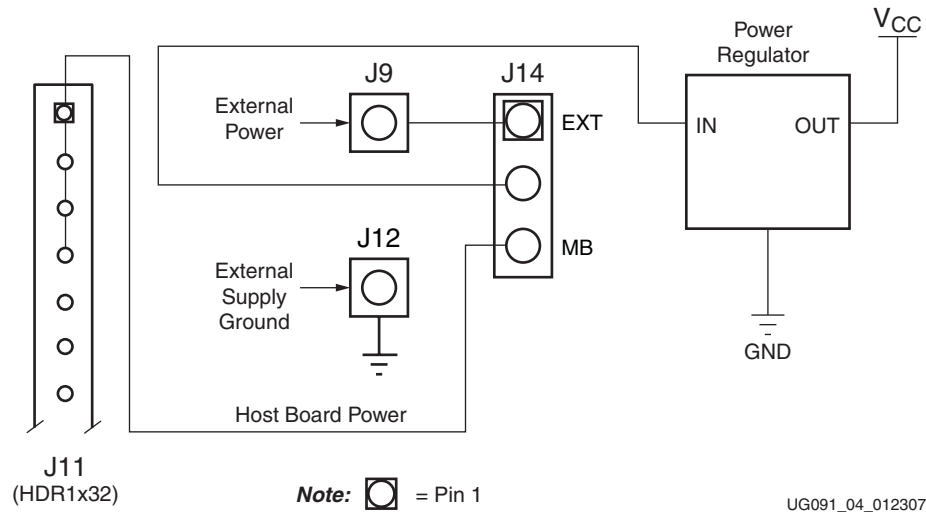 V_CC
Power
Regulator
J9
J14
External
Power
EXT
IN
OUT
J12
MB
External
Supply
Ground
GND
Host Board Power
J11
(HDR1x32)
Note:
= Pin 1
UG091_04_012307